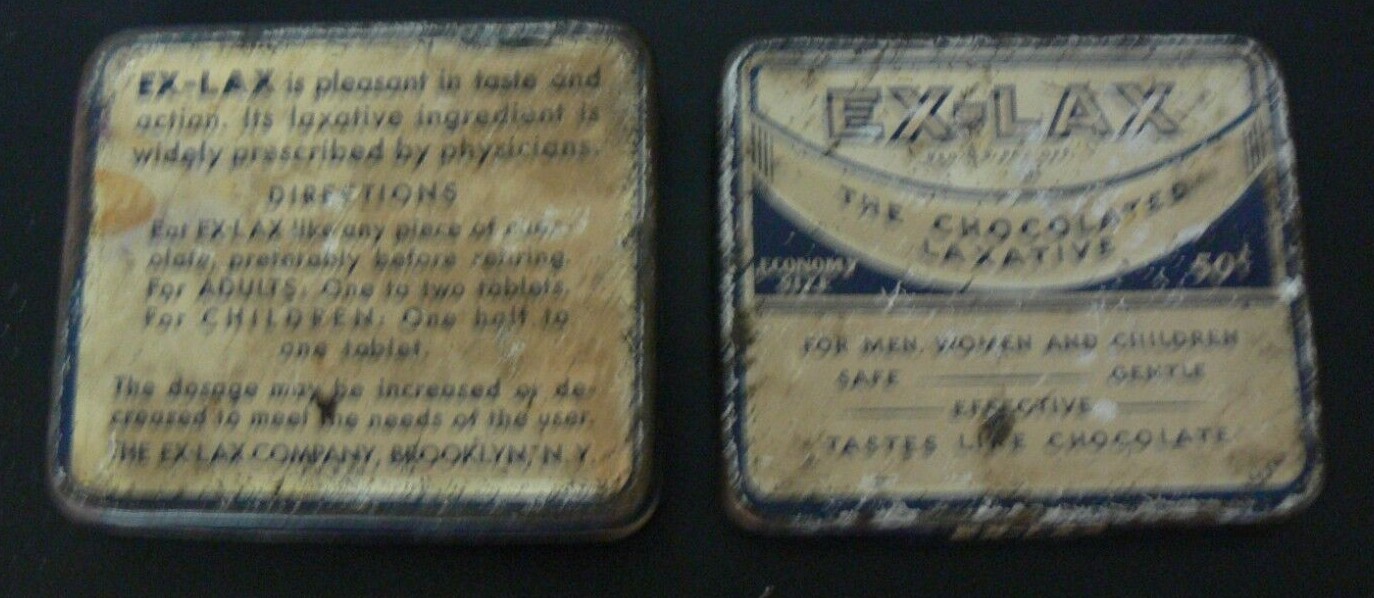 EX-LAX is pleasant in taste and
action. Its laxative ingredient is
widely prescribed by physicians.
DIRECTIONS
Eat EX-LAX like any piece of choc-
olate, preferably before retiring.
For ADULTS: One to two tablets.
For CHILDREN: One half to
one tablet.
The dosage may be increased or de-
creased to meet the needs of the user.
THE EX-LAX COMPANY, BROOKLYN, N.Y.
EX-LAX
THE CHOCOLATED
LAXATIVE
ECONOMY
SIZE
50¢
FOR MEN, WOMEN AND CHILDREN
SAFE GENTLE
EFFECTIVE
TASTES LIKE CHOCOLATE